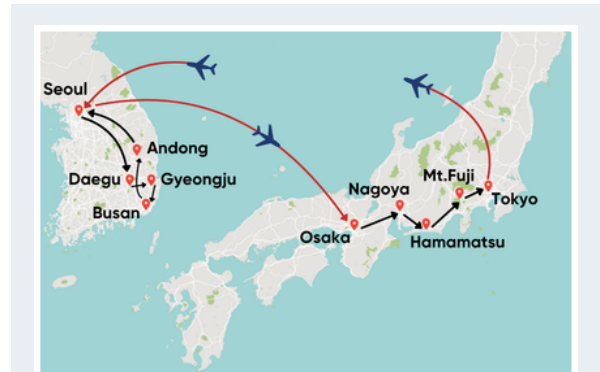 Seoul
Andong
Daegu
Gyeongju
Busan
Osaka
Nagoya
Hamamatsu
Mt.Fuji
Tokyo